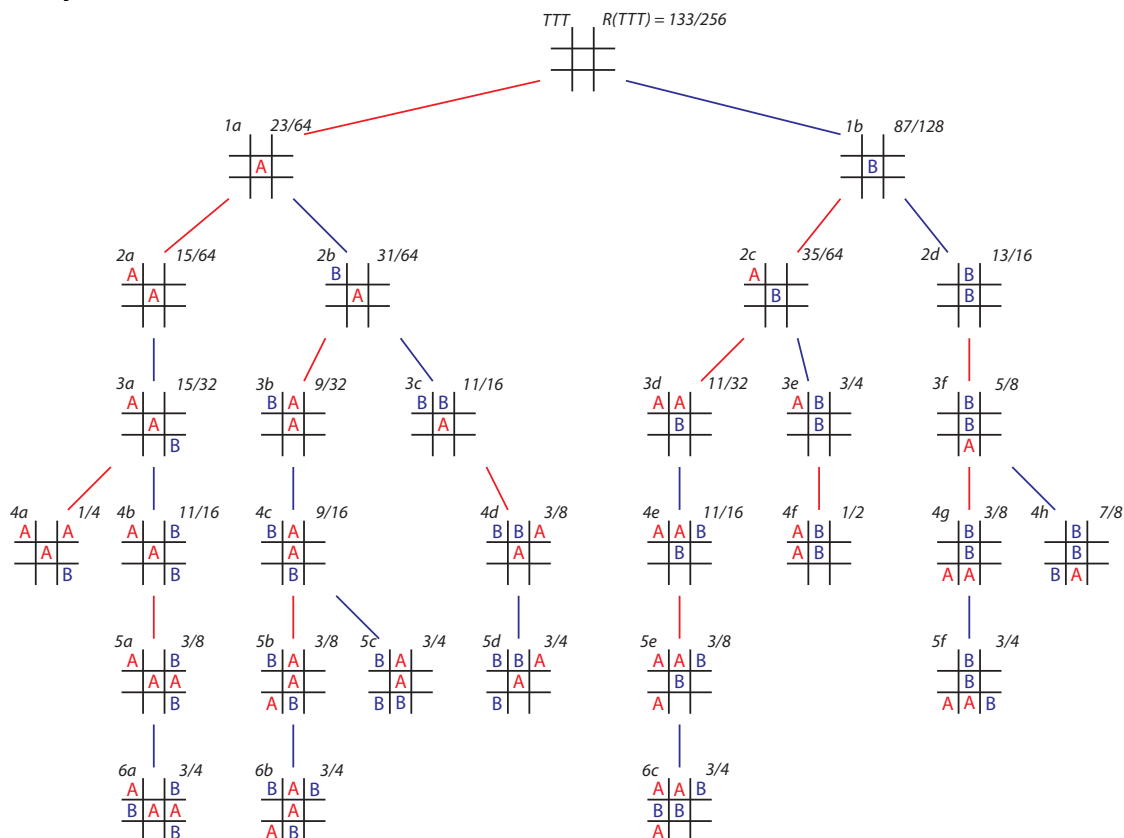 TTT R(TTT) = 133/256
1a 23/64 1b 87/128
A B
2a 15/64 2b 31/64 2c 35/64 2d 13/16
A B A B
A A B B
3a 15/32 3b 9/32 3c 11/16 3d 11/32 3e 3/4 3f 5/8
A B A B B A A A B B
A A A B B B
B A
4a 1/4 4b 11/16 4c 9/16 4d 3/8 4e 11/16 4f 1/2 4g 3/8 4h 7/8
A A A B B A B B A A A B A B B B
A A A A B A B B B
B B B A A B A
5a 3/8 5b 3/8 5c 3/4 5d 3/4 5e 3/8 5f 3/4
A B B A B A B B A A A B B
A A A A A B B
B A B B B B A A A B
6a 3/4 6b 3/4 6c 3/4
A B B A B A A B
B A A A B B
B A B A